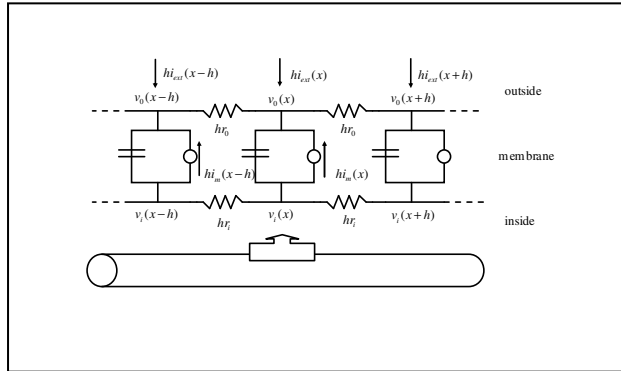 hi_ext(x−h) hi_ext(x) hi_ext(x+h)
v_0(x−h) v_0(x) v_0(x+h) outside
hr_0 hr_0
membrane
hi_m(x−h) hi_m(x)
v_i(x−h) v_i(x) v_i(x+h)
hr_i hr_i inside